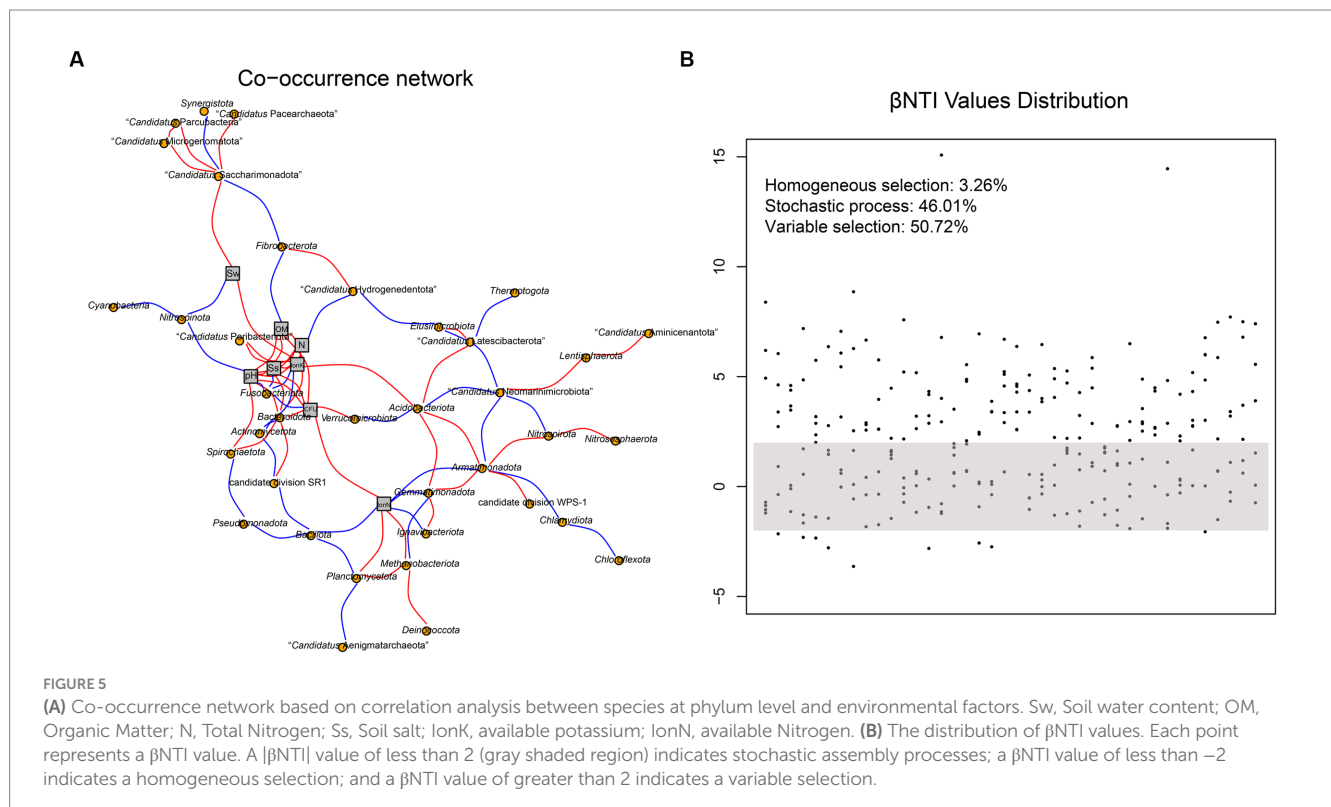 A
Co−occurrence network
Synergistota
"Candidatus Pacearchaeota"
"Candidatus Parcubacteria"
"Candidatus Microgenomatota"
"Candidatus Saccharimonadota"
Fibrobacterota
Sw
"Candidatus Hydrogenedentota"
Thermotogota
Cyanobacteria
Nitrospinota
OM
Elusimicrobiota
"Candidatus Aminicenantota"
"Candidatus Peribacteriota"
N
"Candidatus Latescibacterota"
Lentisphaerota
IonK
Ss
pH
Fusobacteriota
"Candidatus Neomarinimicrobiota"
CFU
Acidobacteriota
Bacteroidota
Verrucomicrobiota
Actinomycetota
Nitrospirota
Nitrososphaerota
Spirochaetota
Armatimonadota
candidate division SR1
Gemmatimonadota
IonN
candidate division WPS-1
Pseudomonadota
Chlamydiota
Bacillota
Ignavibacteriota
Chloroflexota
Methanobacteriota
Planctomycetota
Deinococcota
"Candidatus Aenigmatarchaeota"
B
βNTI Values Distribution
15
10
5
0
−5
Homogeneous selection: 3.26%
Stochastic process: 46.01%
Variable selection: 50.72%
FIGURE 5
(A) Co-occurrence network based on correlation analysis between species at phylum level and environmental factors. Sw, Soil water content; OM,
Organic Matter; N, Total Nitrogen; Ss, Soil salt; IonK, available potassium; IonN, available Nitrogen. (B) The distribution of βNTI values. Each point
represents a βNTI value. A |βNTI| value of less than 2 (gray shaded region) indicates stochastic assembly processes; a βNTI value of less than −2
indicates a homogeneous selection; and a βNTI value of greater than 2 indicates a variable selection.